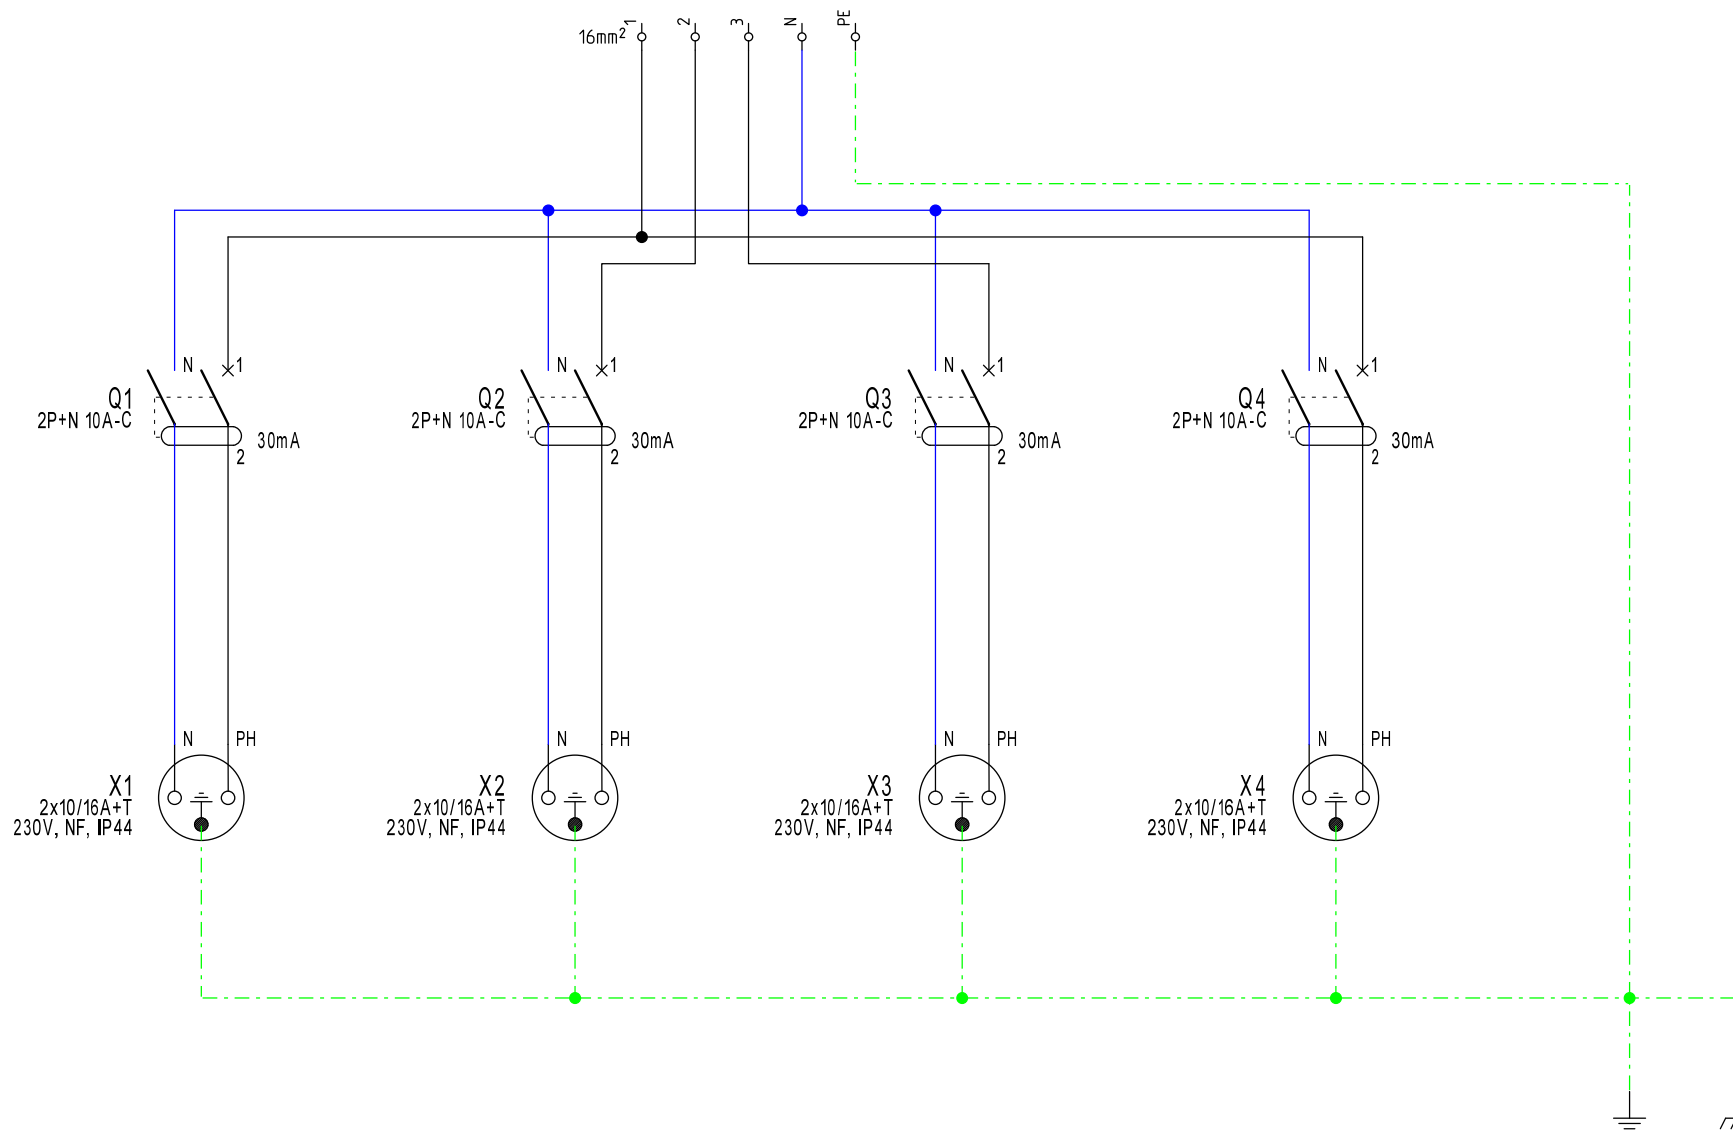 16mm² 1 2 3 N PE
N 1 N 1 N 1 N 1
Q1 Q2 Q3 Q4
2P+N 10A-C 2P+N 10A-C 2P+N 10A-C 2P+N 10A-C
30mA 30mA 30mA 30mA
2 2 2 2
N PH N PH N PH N PH
X1 X2 X3 X4
2x10/16A+T 2x10/16A+T 2x10/16A+T 2x10/16A+T
230V, NF, IP44 230V, NF, IP44 230V, NF, IP44 230V, NF, IP44